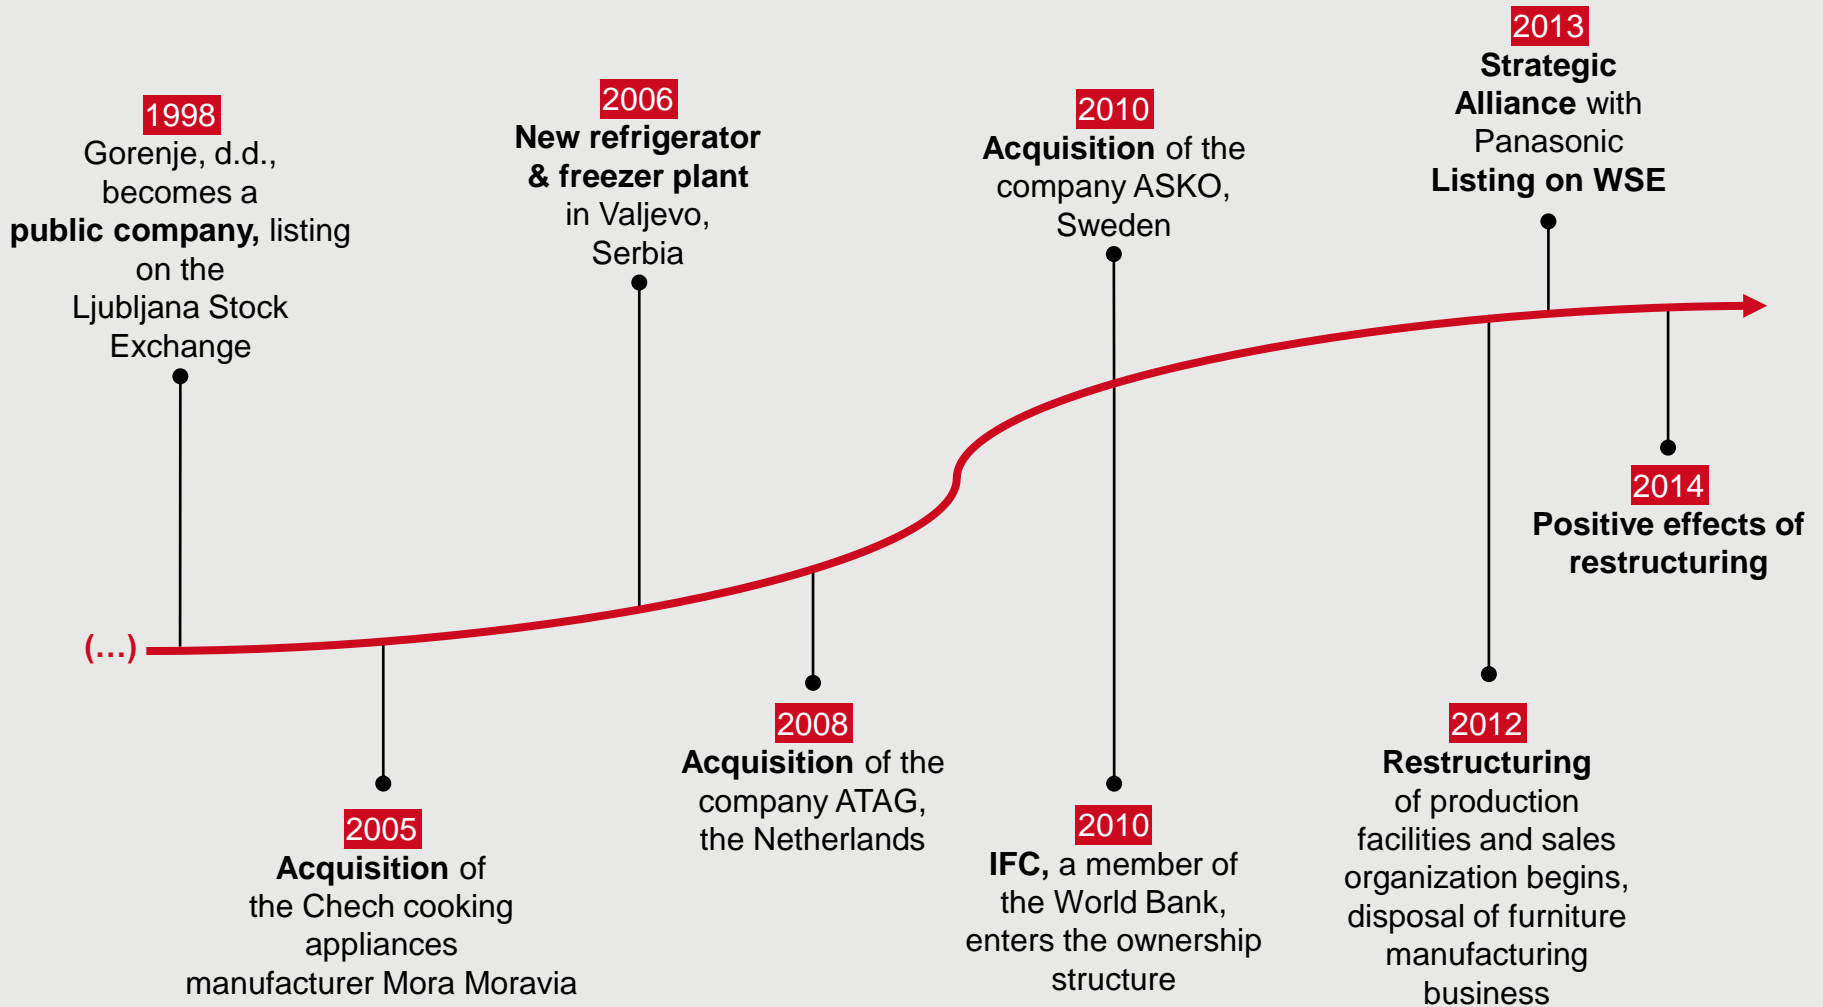 1998
Gorenje, d.d.,
becomes a
public company, listing
on the
Ljubljana Stock
Exchange
2006
New refrigerator
& freezer plant
in Valjevo,
Serbia
2010
Acquisition of the
company ASKO,
Sweden
2013
Strategic
Alliance with
Panasonic
Listing on WSE
(...)
2005
Acquisition of
the Chech cooking
appliances
manufacturer Mora Moravia
2008
Acquisition of the
company ATAG,
the Netherlands
2010
IFC, a member of
the World Bank,
enters the ownership
structure
2012
Restructuring
of production
facilities and sales
organization begins,
disposal of furniture
manufacturing
business
2014
Positive effects of
restructuring